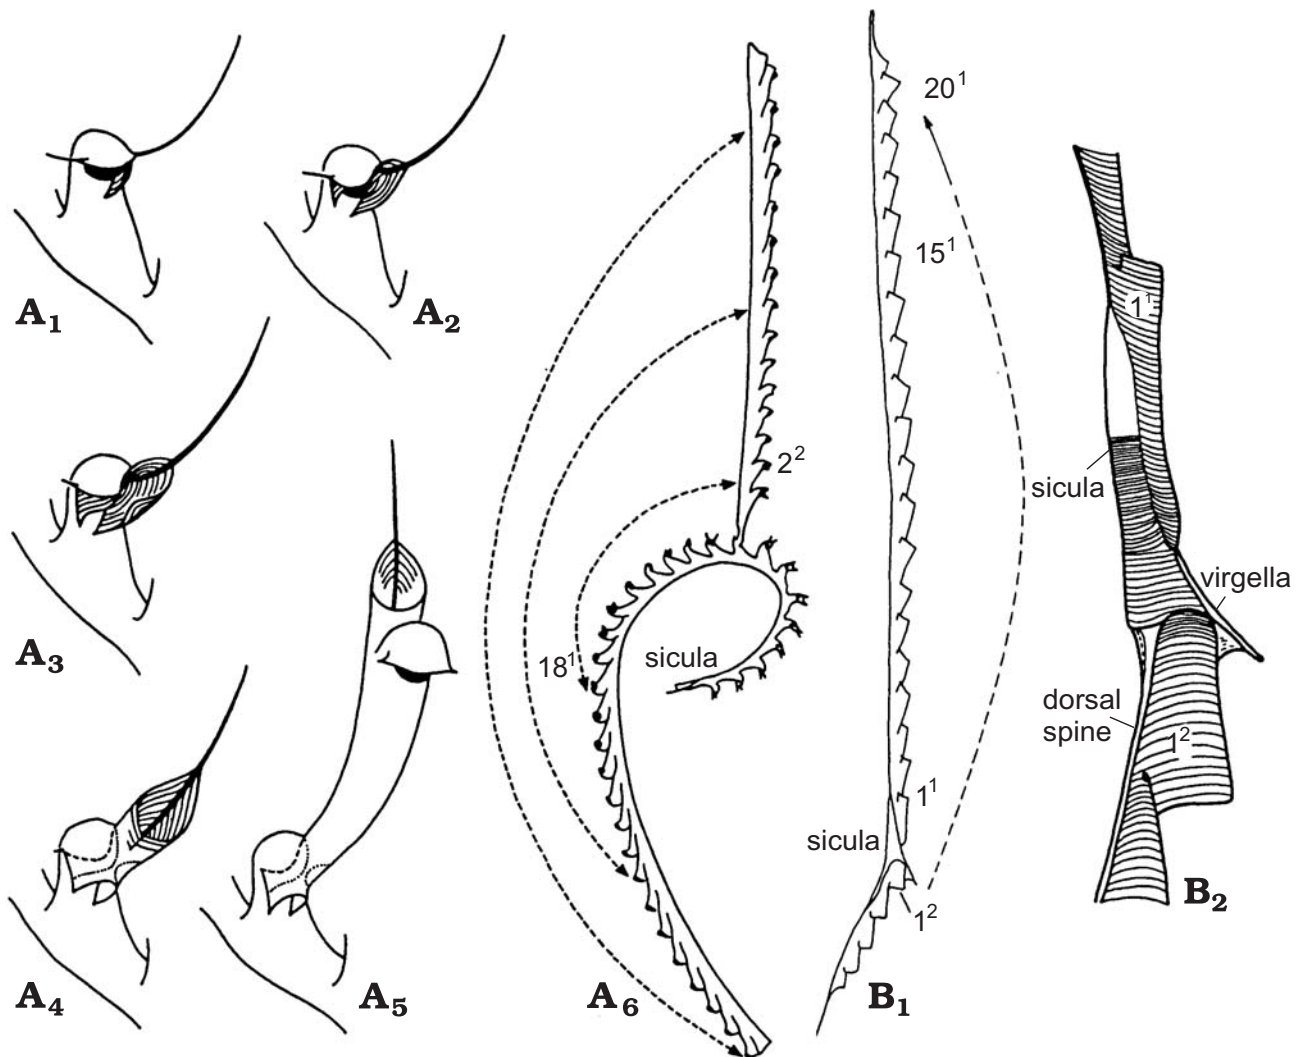 A₁
A₂
A₃
A₄
A₅
2²
sicula
18¹
A₆
20¹
15¹
1¹
sicula
1²
B₁
1¹
sicula
virgella
dorsal
spine
1²
B₂